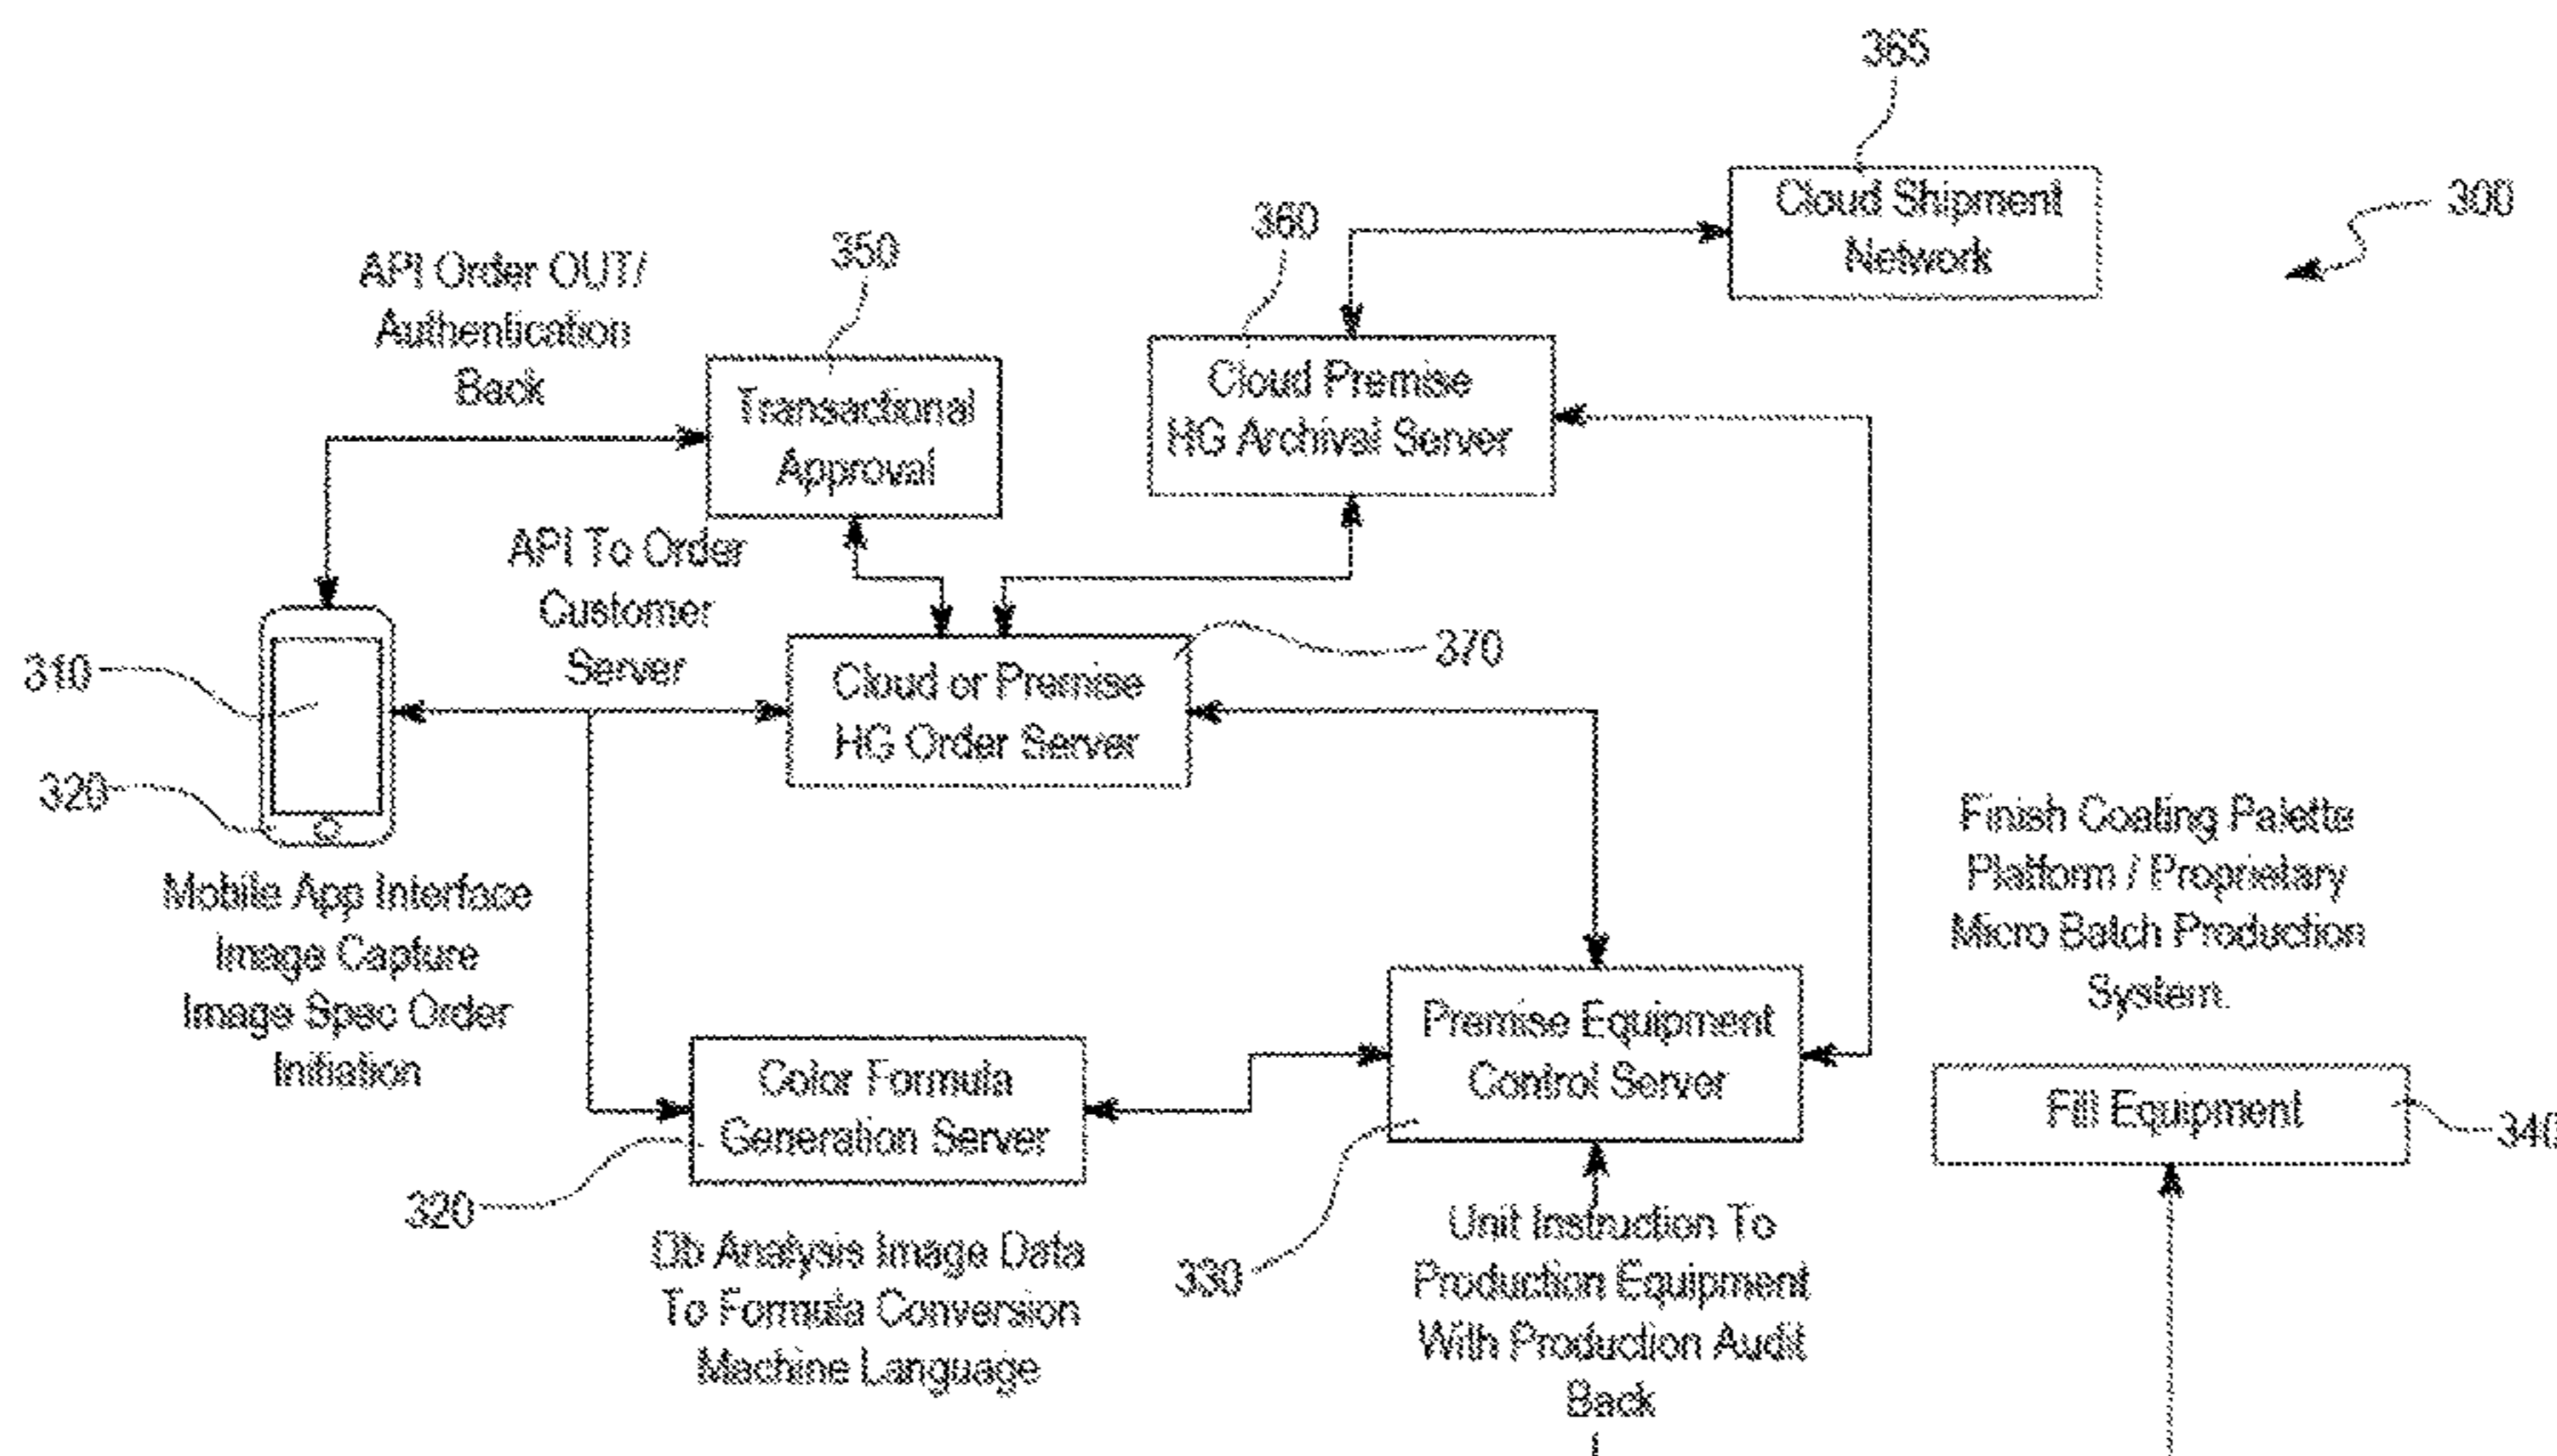 365
Cloud Shipment
Network
300
360
350
API Order OUT/
Authentication
Back
Transactional
Approval
Cloud Premise
HG Archival Server
API To Order
Customer
Server
310
320
370
Cloud or Premise
HG Order Server
Mobile App Interface
Image Capture
Image Spec Order
Initiation
Finish Coating Palette
Platform / Proprietary
Micro Batch Production
System.
Premise Equipment
Control Server
Color Formula
Generation Server
Fill Equipment
340
320
330
Db Analysis Image Data
To Formula Conversion
Machine Language
Unit Instruction To
Production Equipment
With Production Audit
Back